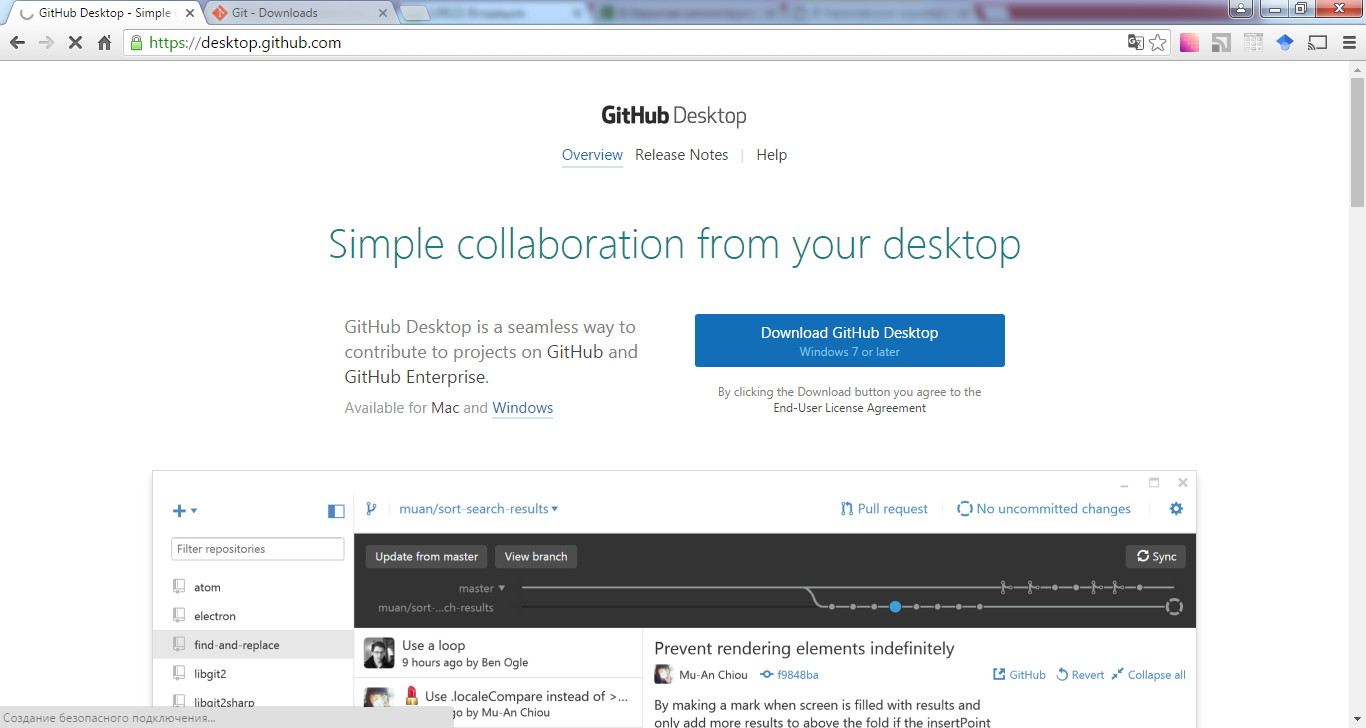 GitHub Desktop - Simple
Git - Downloads
https://desktop.github.com
GitHub Desktop
Overview Release Notes | Help
Simple collaboration from your desktop
GitHub Desktop is a seamless way to
contribute to projects on GitHub and
GitHub Enterprise.
Available for Mac and Windows
Download GitHub Desktop
Windows 7 or later
By clicking the Download button you agree to the
End-User License Agreement
muan/sort-search-results
Pull request
No uncommitted changes
Filter repositories
atom
electron
find-and-replace
libgit2
libgit2sharp
Update from master
View branch
Sync
master
muan/sort-...ch-results
Use a loop
9 hours ago by Ben Ogle
Use .localeCompare instead of >...
go by Mu-An Chiou
Prevent rendering elements indefinitely
Mu-An Chiou f9848ba
GitHub Revert Collapse all
By making a mark when screen is filled with results and
only add more results to above the fold if the insertPoint
Создание безопасного подключения...